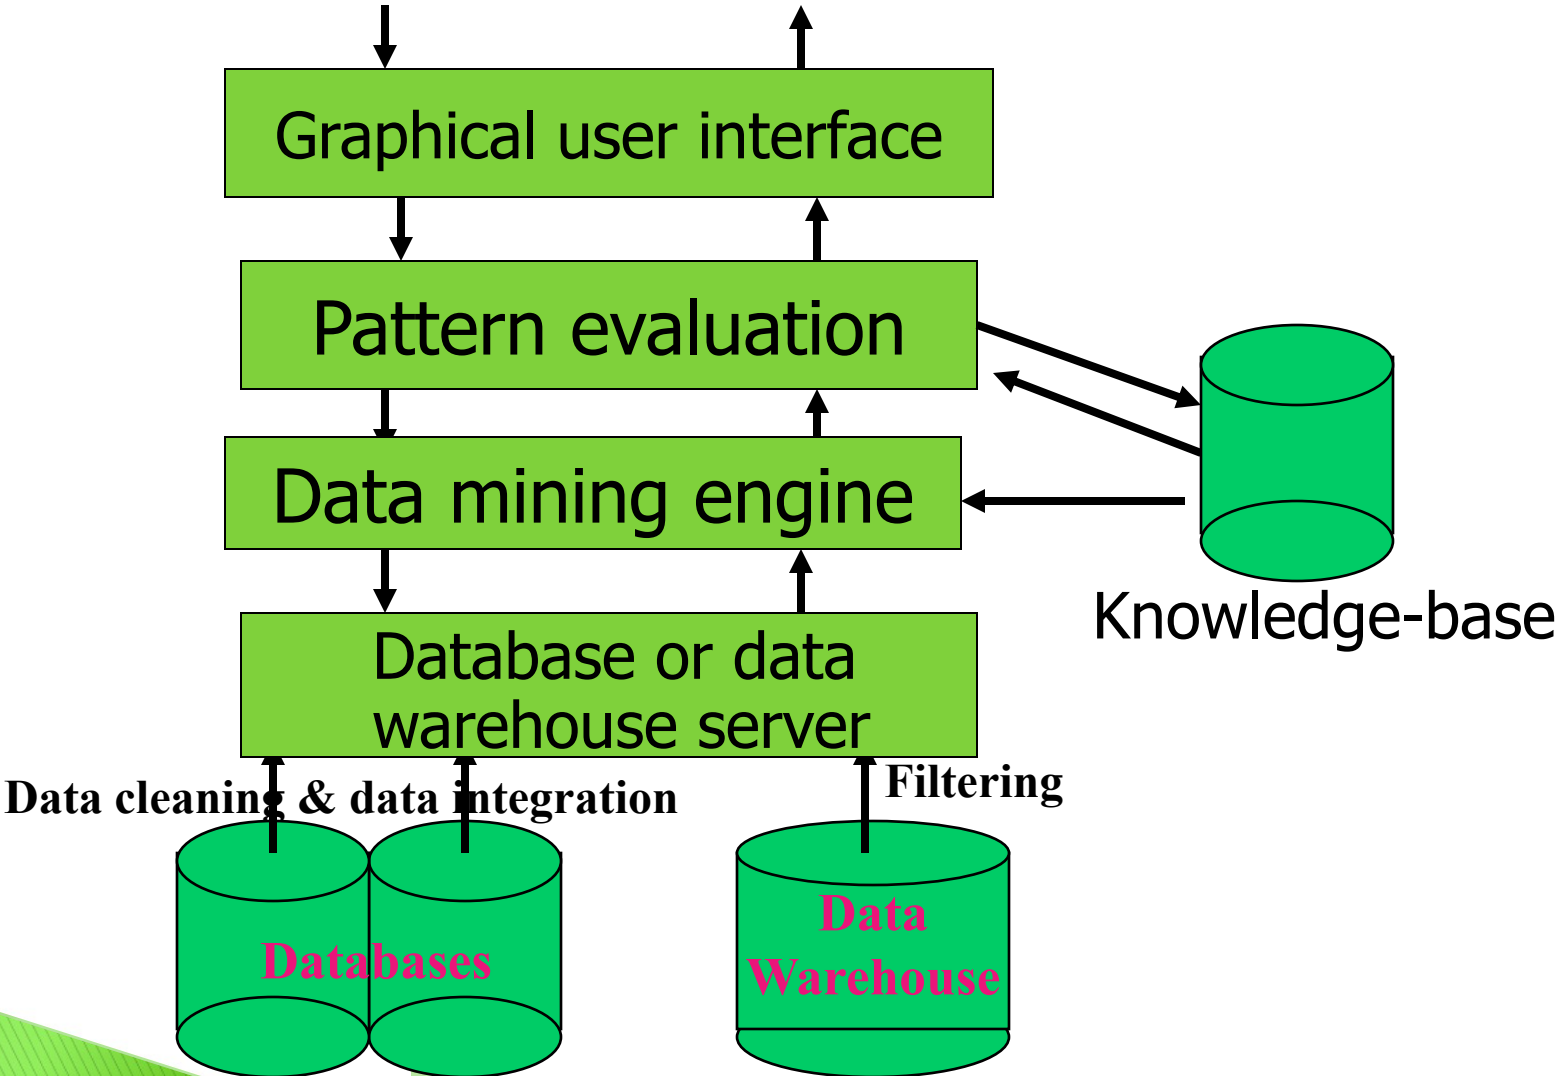 Graphical user interface
Pattern evaluation
Data mining engine
Knowledge-base
Database or data
warehouse server
Data cleaning & data integration
Filtering
Databases
Data
Warehouse